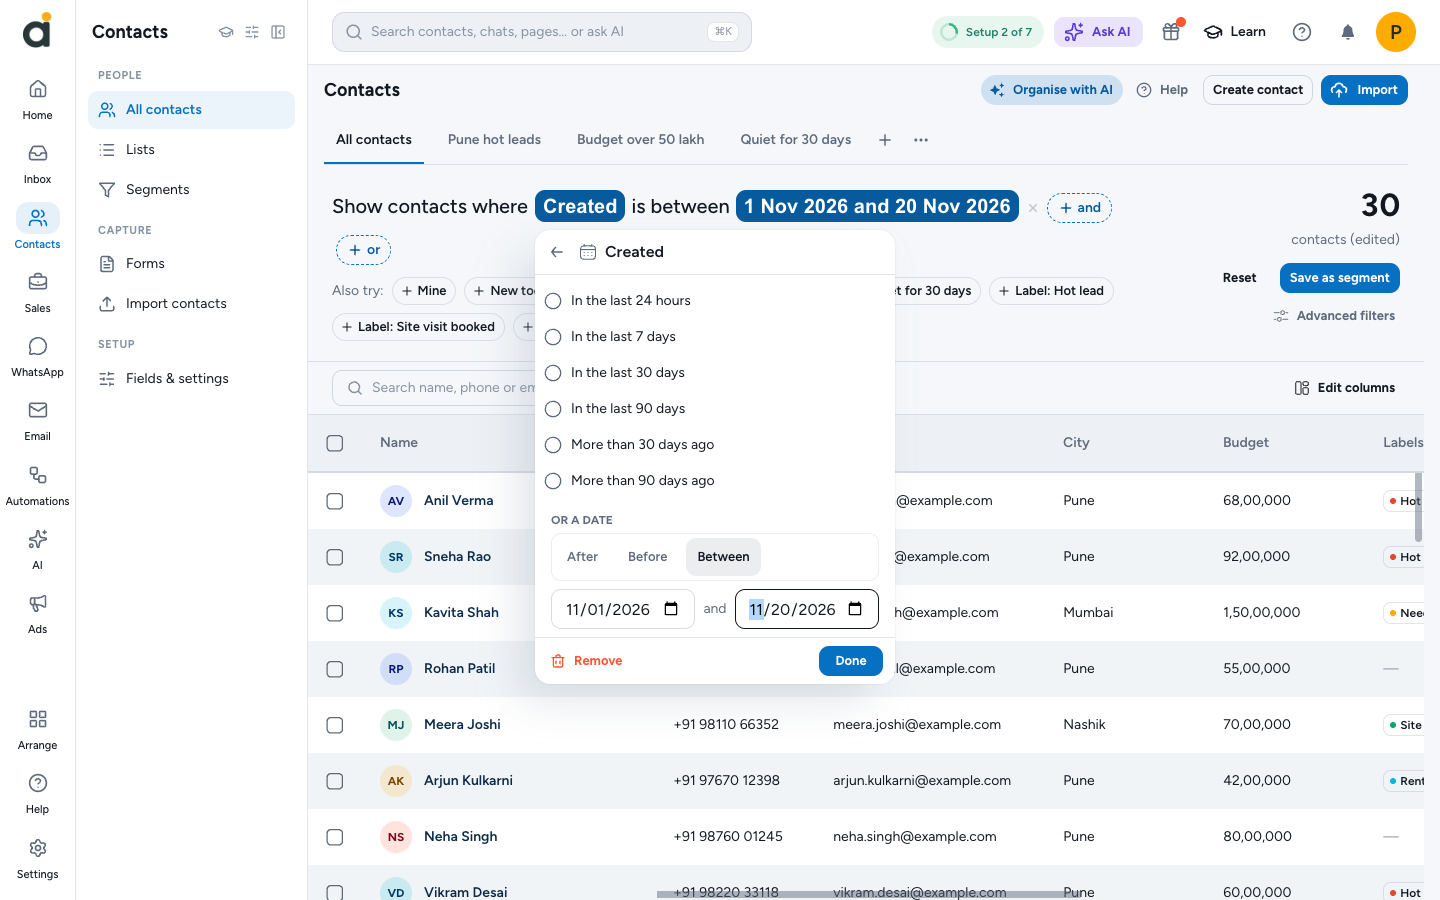 Contacts
Search contacts, chats, pages... or ask AI
⌘K
Setup 2 of 7
Ask AI
Learn
P
Home
Inbox
Contacts
Sales
WhatsApp
Email
Automations
AI
Ads
Arrange
Help
Settings
PEOPLE
All contacts
Lists
Segments
CAPTURE
Forms
Import contacts
SETUP
Fields & settings
Contacts
Organise with AI
Help
Create contact
Import
All contacts
Pune hot leads
Budget over 50 lakh
Quiet for 30 days
Show contacts where Created is between 1 Nov 2026 and 20 Nov 2026 × + and
+ or
30
contacts (edited)
Reset
Save as segment
Advanced filters
Also try: + Mine + New to for 30 days + Label: Hot lead
+ Label: Site visit booked +
Created
In the last 24 hours
In the last 7 days
In the last 30 days
In the last 90 days
More than 30 days ago
More than 90 days ago
OR A DATE
After Before Between
11/01/2026 and 11/20/2026
Remove
Done
Search name, phone or em
Edit columns
Name City Budget Labels
AV Anil Verma @example.com Pune 68,00,000 Hot
SR Sneha Rao @example.com Pune 92,00,000 Hot
KS Kavita Shah h@example.com Mumbai 1,50,00,000 Nee
RP Rohan Patil l@example.com Pune 55,00,000 —
MJ Meera Joshi +91 98110 66352 meera.joshi@example.com Nashik 70,00,000 Site
AK Arjun Kulkarni +91 97670 12398 arjun.kulkarni@example.com Pune 42,00,000 Rent
NS Neha Singh +91 98760 01245 neha.singh@example.com Pune 80,00,000 —
VD Vikram Desai +91 98220 33118 vikram.desai@example.com Pune 60,00,000 Hot